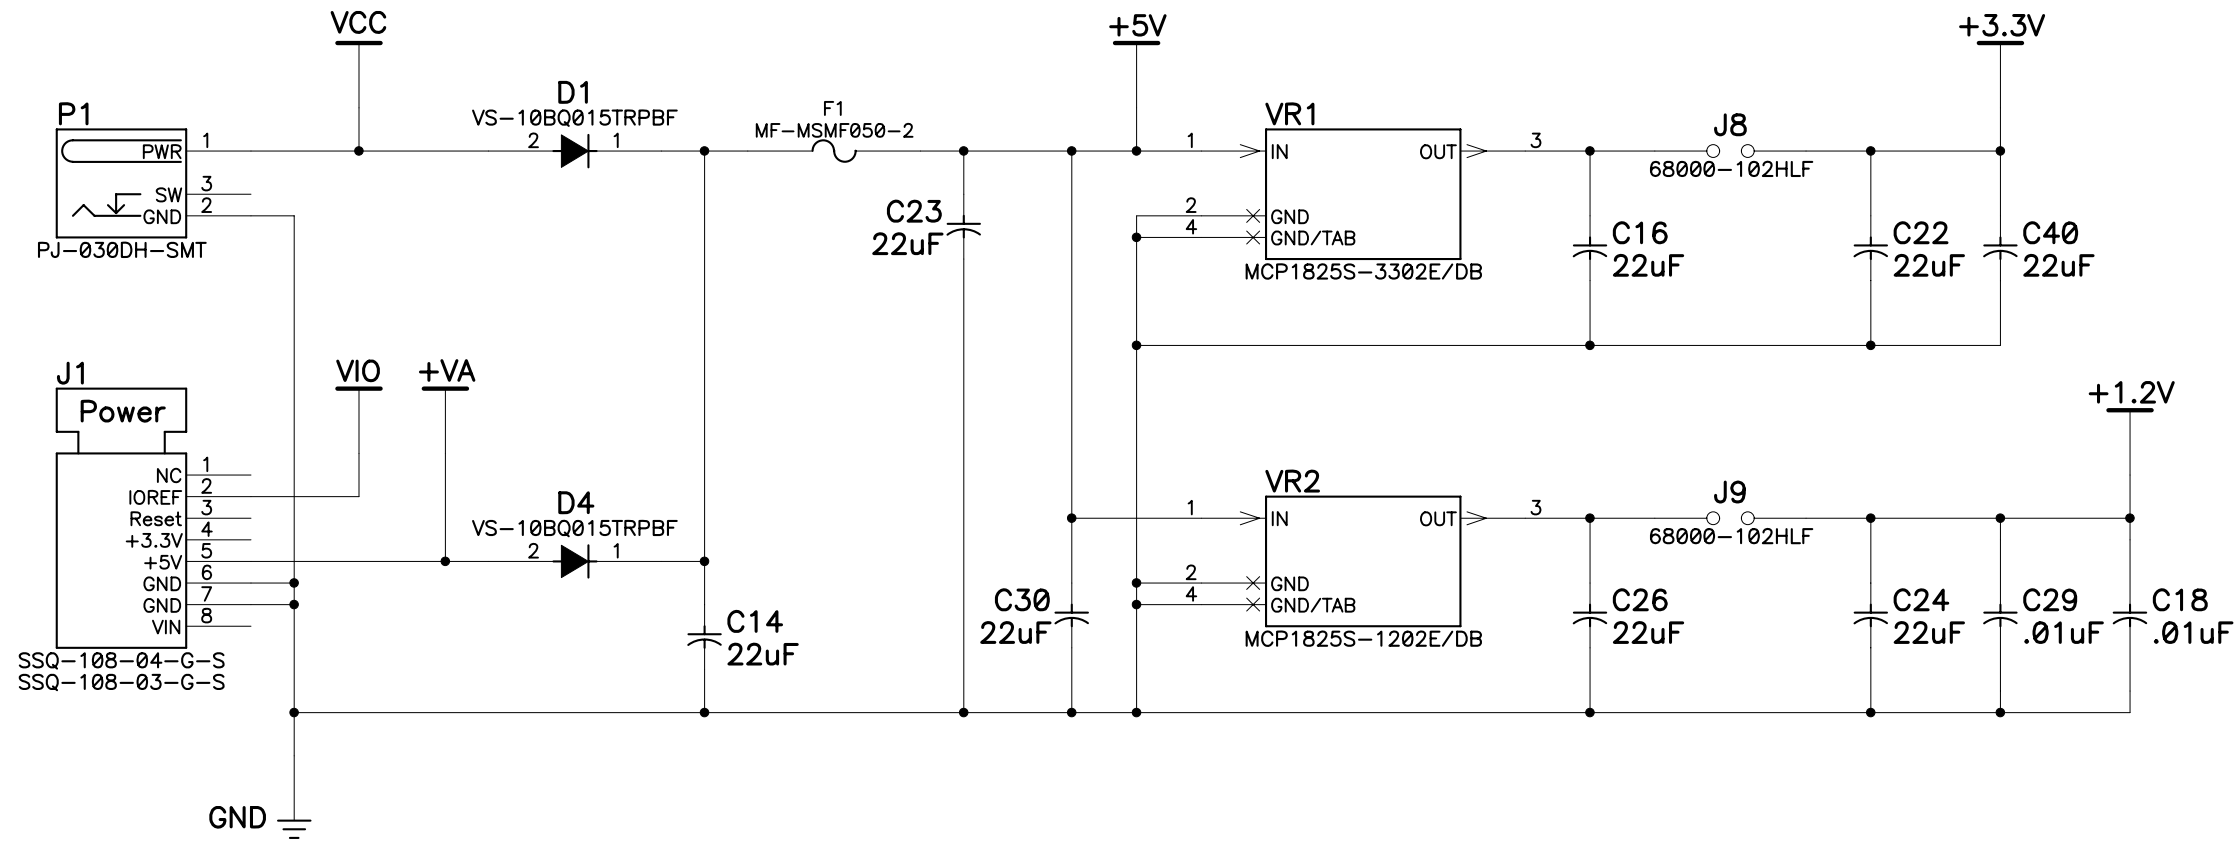 VCC
+5V
+3.3V
P1
PWR
1
SW
3
GND
2
PJ-030DH-SMT
D1
VS-10BQ015TRPBF
2
1
F1
MF-MSMF050-2
C23
22uF
VR1
1
IN
OUT
3
2
GND
4
GND/TAB
MCP1825S-3302E/DB
J8
68000-102HLF
C16
22uF
C22
22uF
C40
22uF
J1
Power
VIO
+VA
NC
1
IOREF
2
Reset
3
+3.3V
4
+5V
5
GND
6
GND
7
VIN
8
SSQ-108-04-G-S
SSQ-108-03-G-S
D4
VS-10BQ015TRPBF
2
1
C14
22uF
C30
22uF
VR2
1
IN
OUT
3
2
GND
4
GND/TAB
MCP1825S-1202E/DB
J9
68000-102HLF
+1.2V
C26
22uF
C24
22uF
C29
.01uF
C18
.01uF
GND